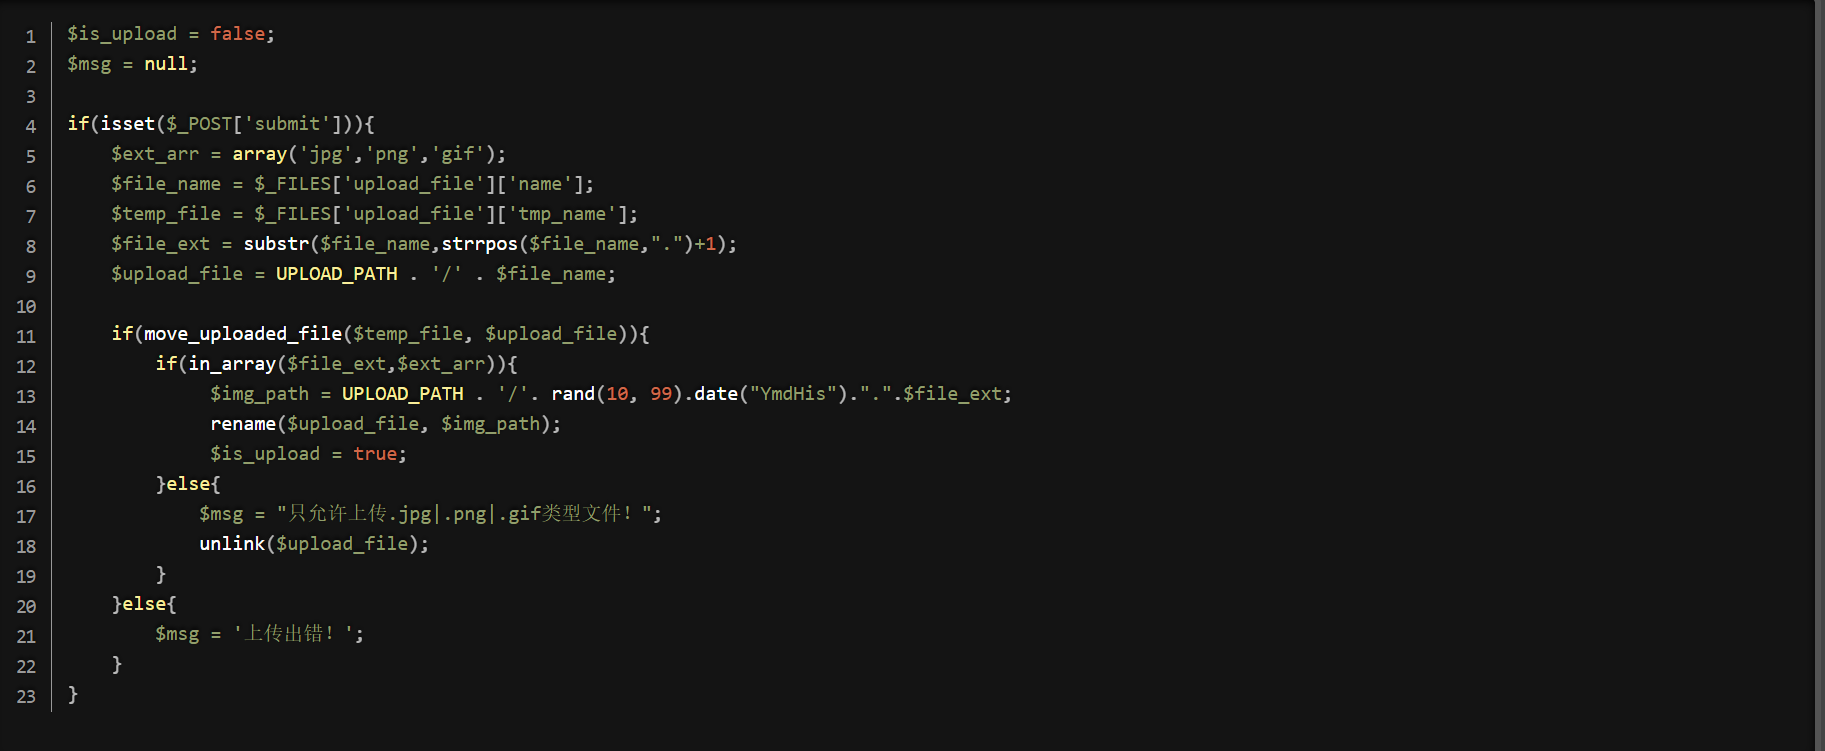 1 $is_upload = false;
2 $msg = null;
3
4 if(isset($_POST['submit'])){
5     $ext_arr = array('jpg','png','gif');
6     $file_name = $_FILES['upload_file']['name'];
7     $temp_file = $_FILES['upload_file']['tmp_name'];
8     $file_ext = substr($file_name,strrpos($file_name,".")+1);
9     $upload_file = UPLOAD_PATH . '/' . $file_name;
10
11     if(move_uploaded_file($temp_file, $upload_file)){
12         if(in_array($file_ext,$ext_arr)){
13              $img_path = UPLOAD_PATH . '/'. rand(10, 99).date("YmdHis").".".$file_ext;
14              rename($upload_file, $img_path);
15              $is_upload = true;
16         }else{
17             $msg = "只允许上传.jpg|.png|.gif类型文件！";
18             unlink($upload_file);
19         }
20     }else{
21         $msg = '上传出错！';
22     }
23 }